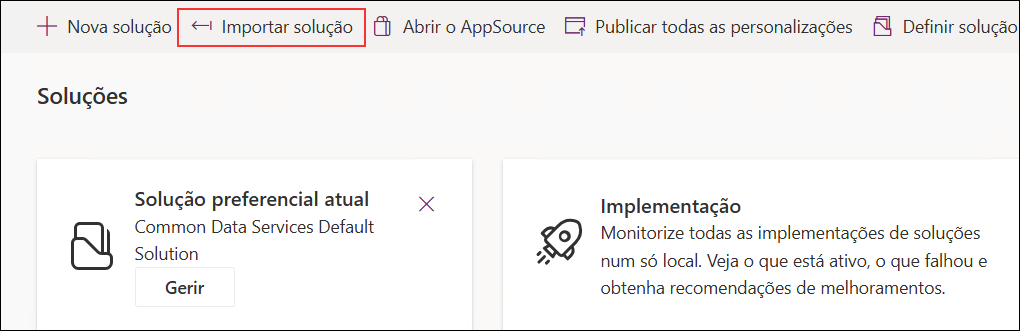 Nova solução Importar solução Abrir o AppSource Publicar todas as personalizações Definir solução
Soluções
Solução preferencial atual
Common Data Services Default
Solution
Gerir
Implementação
Monitorize todas as implementações de soluções
num só local. Veja o que está ativo, o que falhou e
obtenha recomendações de melhoramentos.